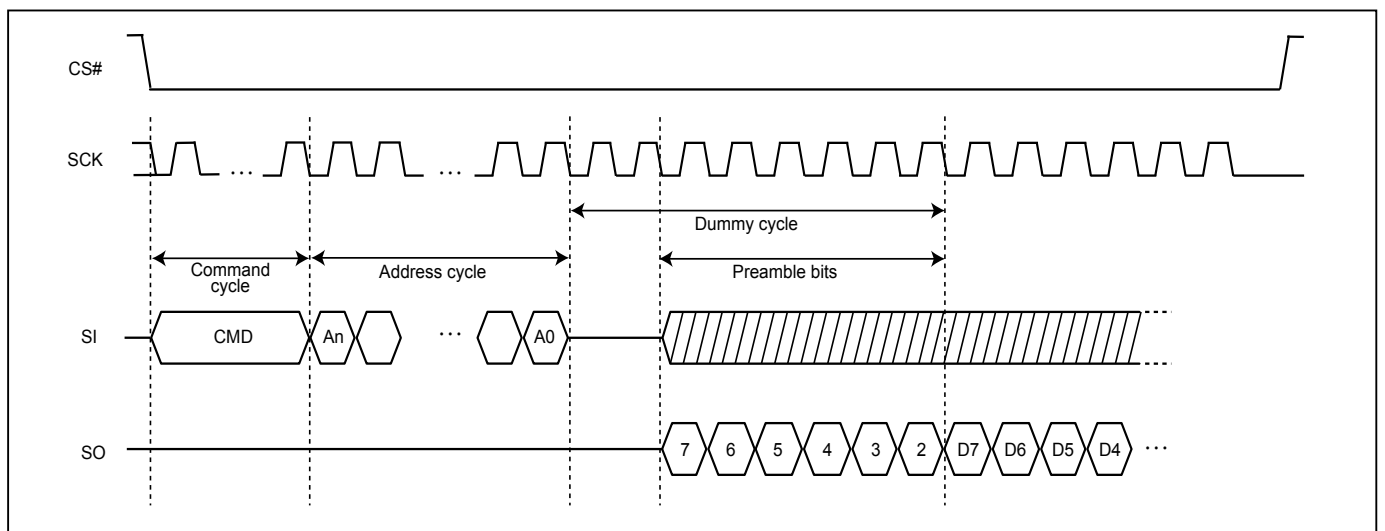 CS#
SCK
... ...
Dummy cycle
Command
cycle
Address cycle
Preamble bits
SI CMD An ... A0
SO 7 6 5 4 3 2 D7 D6 D5 D4 ...